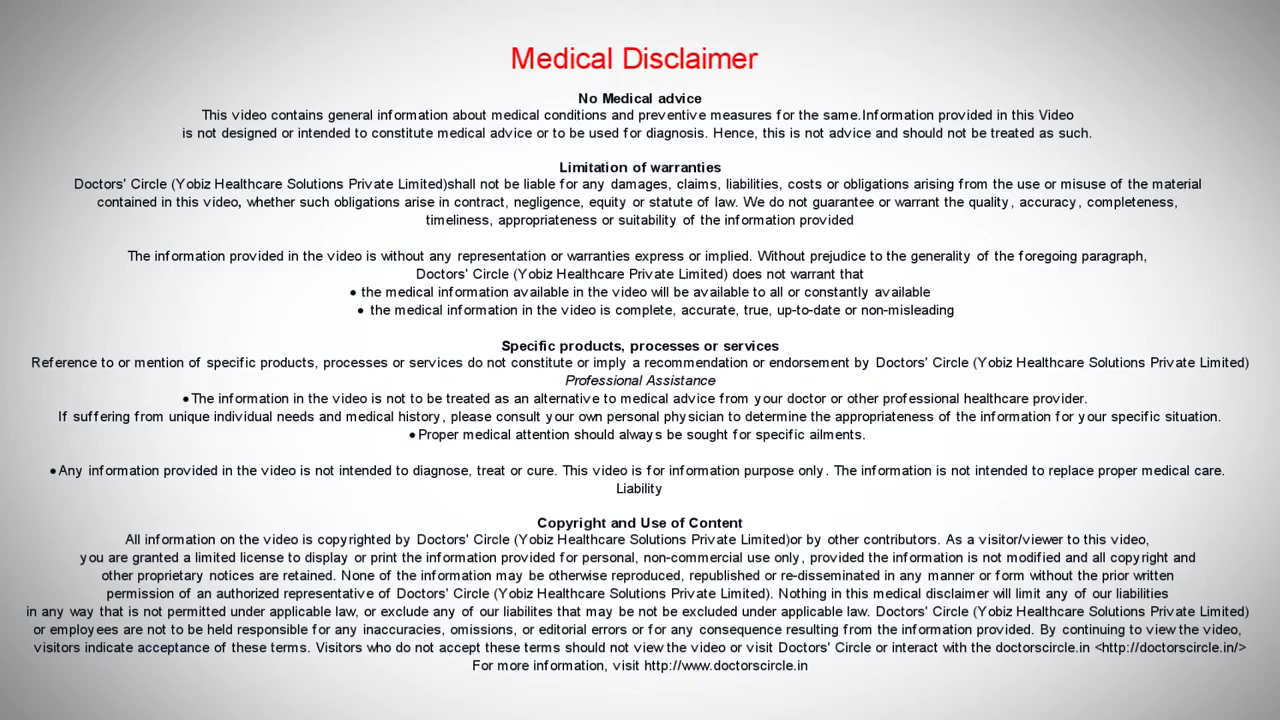 Medical Disclaimer
No Medical advice
This video contains general information about medical conditions and preventive measures for the same.Information provided in this Video
is not designed or intended to constitute medical advice or to be used for diagnosis. Hence, this is not advice and should not be treated as such.
Limitation of warranties
Doctors' Circle (Yobiz Healthcare Solutions Private Limited)shall not be liable for any damages, claims, liabilities, costs or obligations arising from the use or misuse of the material
contained in this video, whether such obligations arise in contract, negligence, equity or statute of law. We do not guarantee or warrant the quality, accuracy, completeness,
timeliness, appropriateness or suitability of the information provided
The information provided in the video is without any representation or warranties express or implied. Without prejudice to the generality of the foregoing paragraph,
Doctors' Circle (Yobiz Healthcare Private Limited) does not warrant that
• the medical information available in the video will be available to all or constantly available
• the medical information in the video is complete, accurate, true, up-to-date or non-misleading
Specific products, processes or services
Reference to or mention of specific products, processes or services do not constitute or imply a recommendation or endorsement by Doctors' Circle (Yobiz Healthcare Solutions Private Limited)
Professional Assistance
•The information in the video is not to be treated as an alternative to medical advice from your doctor or other professional healthcare provider.
If suffering from unique individual needs and medical history, please consult your own personal physician to determine the appropriateness of the information for your specific situation.
•Proper medical attention should always be sought for specific ailments.
•Any information provided in the video is not intended to diagnose, treat or cure. This video is for information purpose only. The information is not intended to replace proper medical care.
Liability
Copyright and Use of Content
All information on the video is copyrighted by Doctors' Circle (Yobiz Healthcare Solutions Private Limited)or by other contributors. As a visitor/viewer to this video,
you are granted a limited license to display or print the information provided for personal, non-commercial use only, provided the information is not modified and all copyright and
other proprietary notices are retained. None of the information may be otherwise reproduced, republished or re-disseminated in any manner or form without the prior written
permission of an authorized representative of Doctors' Circle (Yobiz Healthcare Solutions Private Limited). Nothing in this medical disclaimer will limit any of our liabilities
in any way that is not permitted under applicable law, or exclude any of our liabilites that may be not be excluded under applicable law. Doctors' Circle (Yobiz Healthcare Solutions Private Limited)
or employees are not to be held responsible for any inaccuracies, omissions, or editorial errors or for any consequence resulting from the information provided. By continuing to view the video,
visitors indicate acceptance of these terms. Visitors who do not accept these terms should not view the video or visit Doctors' Circle or interact with the doctorscircle.in <http://doctorscircle.in/>
For more information, visit http://www.doctorscircle.in